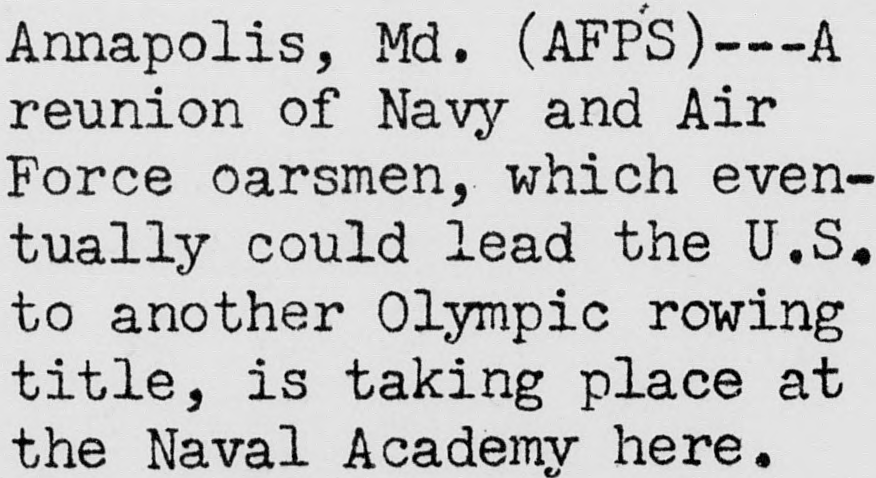 Annapolis, Md. (AFPS)---A
reunion of Navy and Air
Force oarsmen, which even-
tually could lead the U.S.
to another Olympic rowing
title, is taking place at
the Naval Academy here.